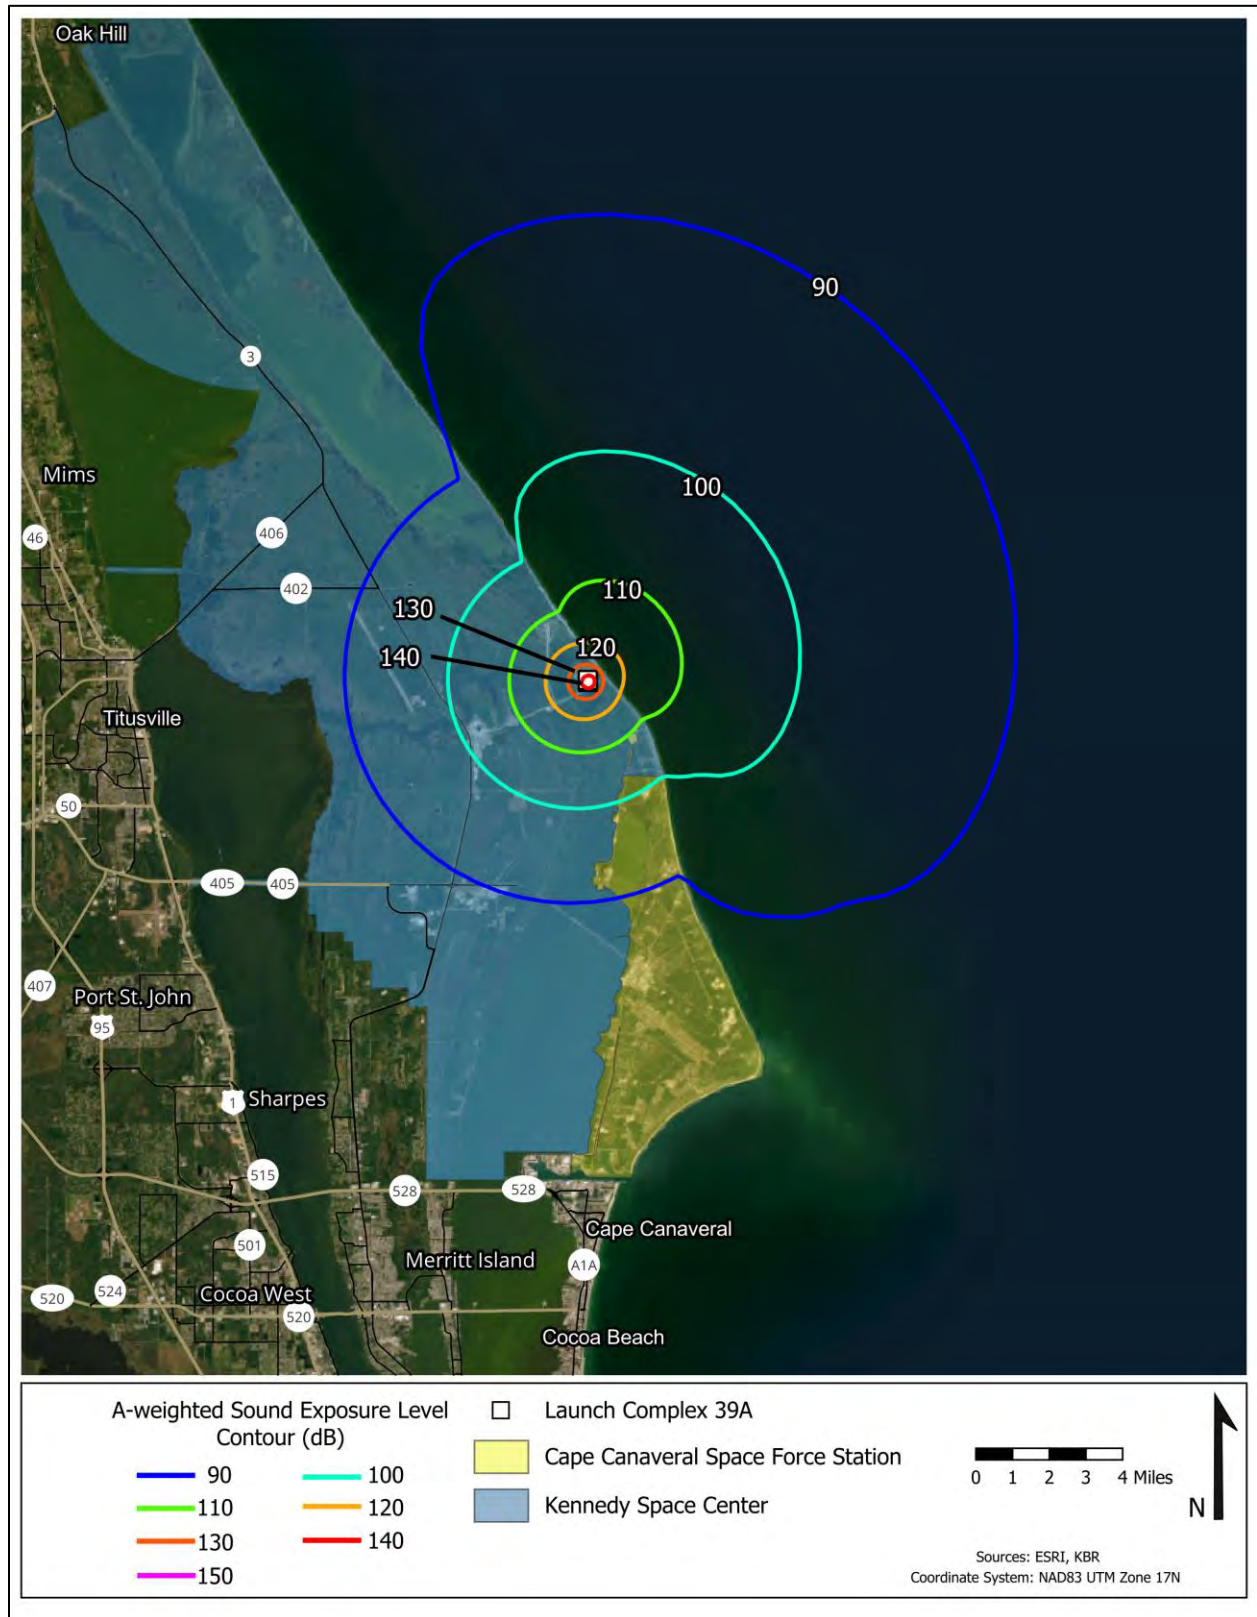 Oak Hill
90
3
Mims
100
406
46
402
110
130
120
140
Titusville
50
405
405
407
Port St. John
95
1
Sharpes
515
528
528
Cape Canaveral
501
Merritt Island
A1A
524
520
Cocoa West
520
Cocoa Beach
A-weighted Sound Exposure Level
Contour (dB)
90
100
110
120
130
140
150
Launch Complex 39A
Cape Canaveral Space Force Station
Kennedy Space Center
0 1 2 3 4 Miles
N
Sources: ESRI, KBR
Coordinate System: NAD83 UTM Zone 17N